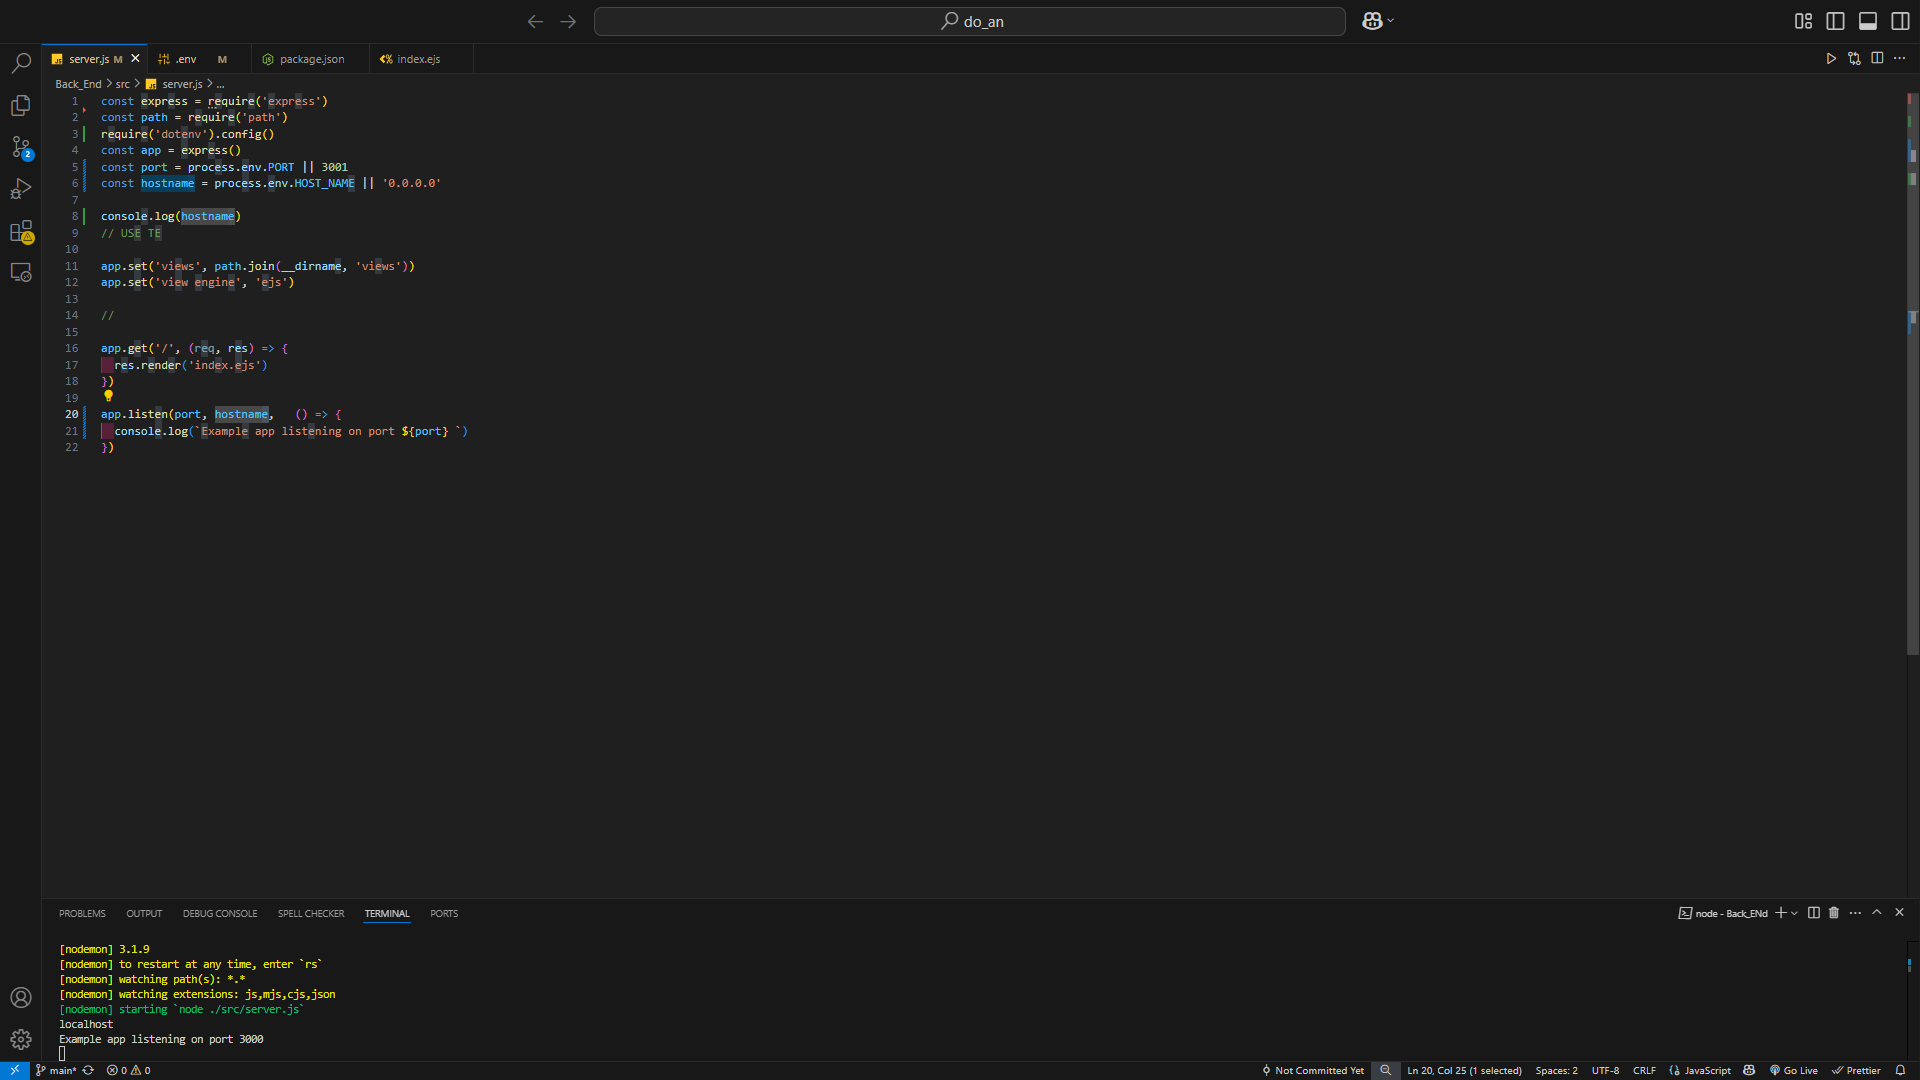 do_an
server.js M
.env M
package.json
index.ejs
Back_End > src > server.js > ...
1 const express = require('express')
2 const path = require('path')
3 require('dotenv').config()
4 const app = express()
5 const port = process.env.PORT || 3001
6 const hostname = process.env.HOST_NAME || '0.0.0.0'
7
8 console.log(hostname)
9 // USE TE
10
11 app.set('views', path.join(__dirname, 'views'))
12 app.set('view engine', 'ejs')
13
14 //
15
16 app.get('/', (req, res) => {
17   res.render('index.ejs')
18 })
19
20 app.listen(port, hostname,   () => {
21   console.log(`Example app listening on port ${port} `)
22 })
2
PROBLEMS OUTPUT DEBUG CONSOLE SPELL CHECKER TERMINAL PORTS
node - Back_ENd
[nodemon] 3.1.9
[nodemon] to restart at any time, enter `rs`
[nodemon] watching path(s): *.*
[nodemon] watching extensions: js,mjs,cjs,json
[nodemon] starting `node ./src/server.js`
localhost
Example app listening on port 3000
main* 0 0 Not Committed Yet Ln 20, Col 25 (1 selected) Spaces: 2 UTF-8 CRLF JavaScript Go Live Prettier